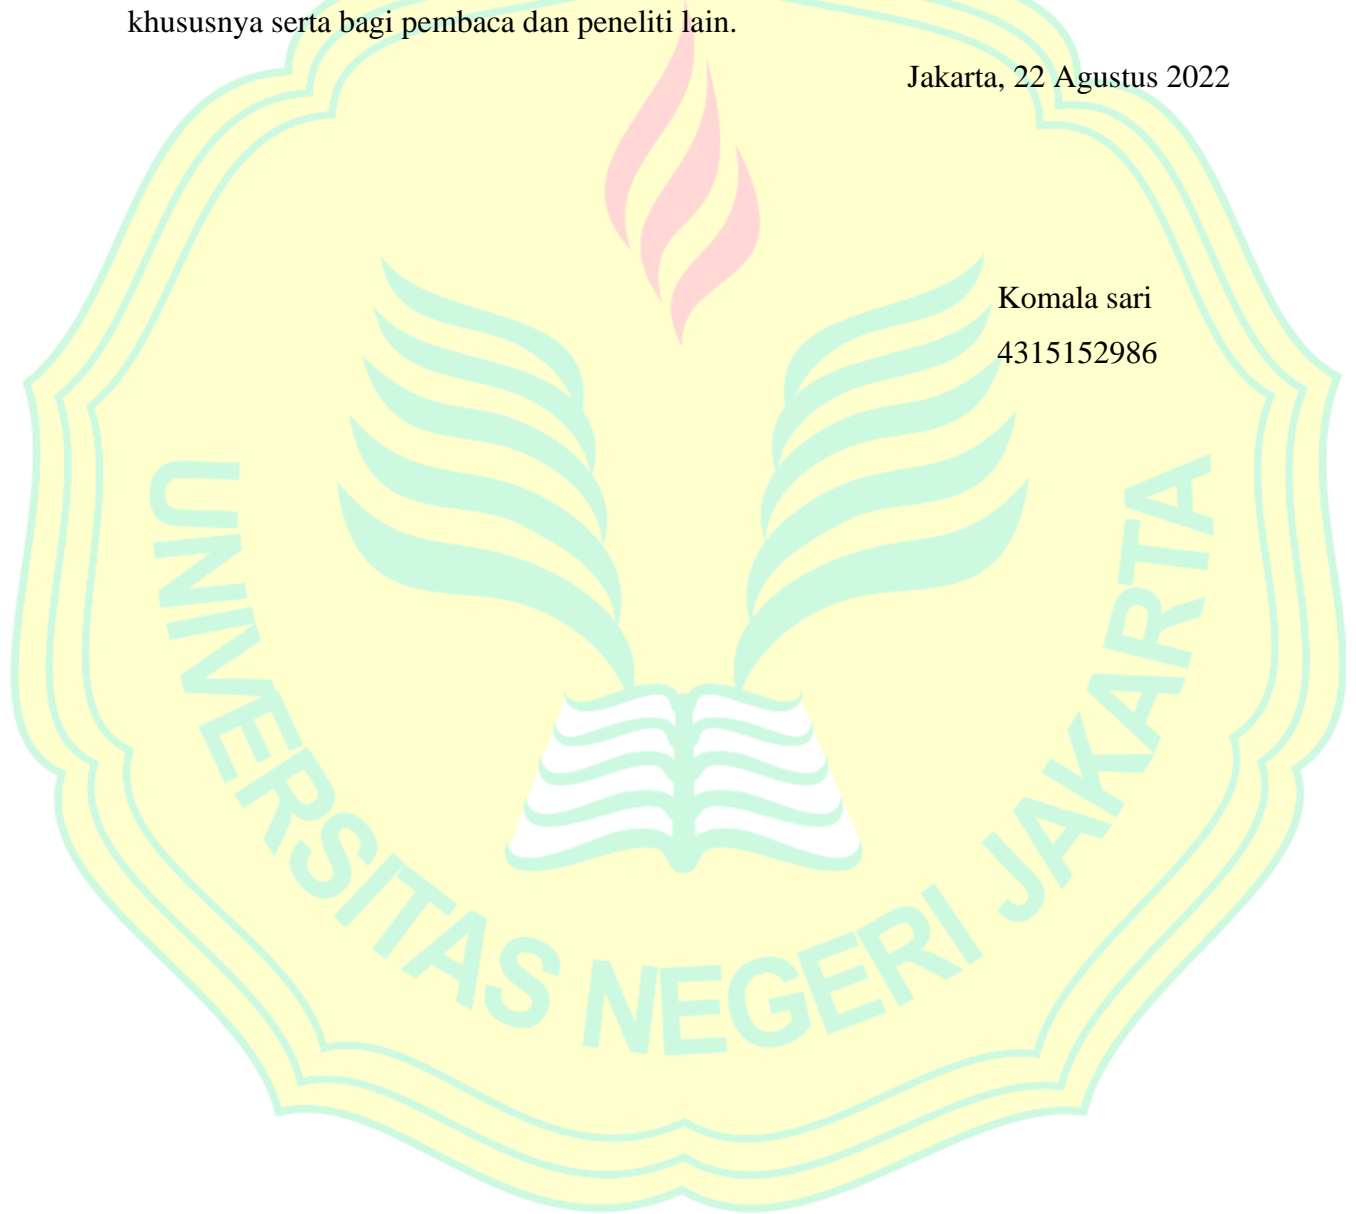 khususnya serta bagi pembaca dan peneliti lain.
Jakarta, 22 Agustus 2022
Komala sari
4315152986
UNIVERSITAS NEGERI JAKARTA